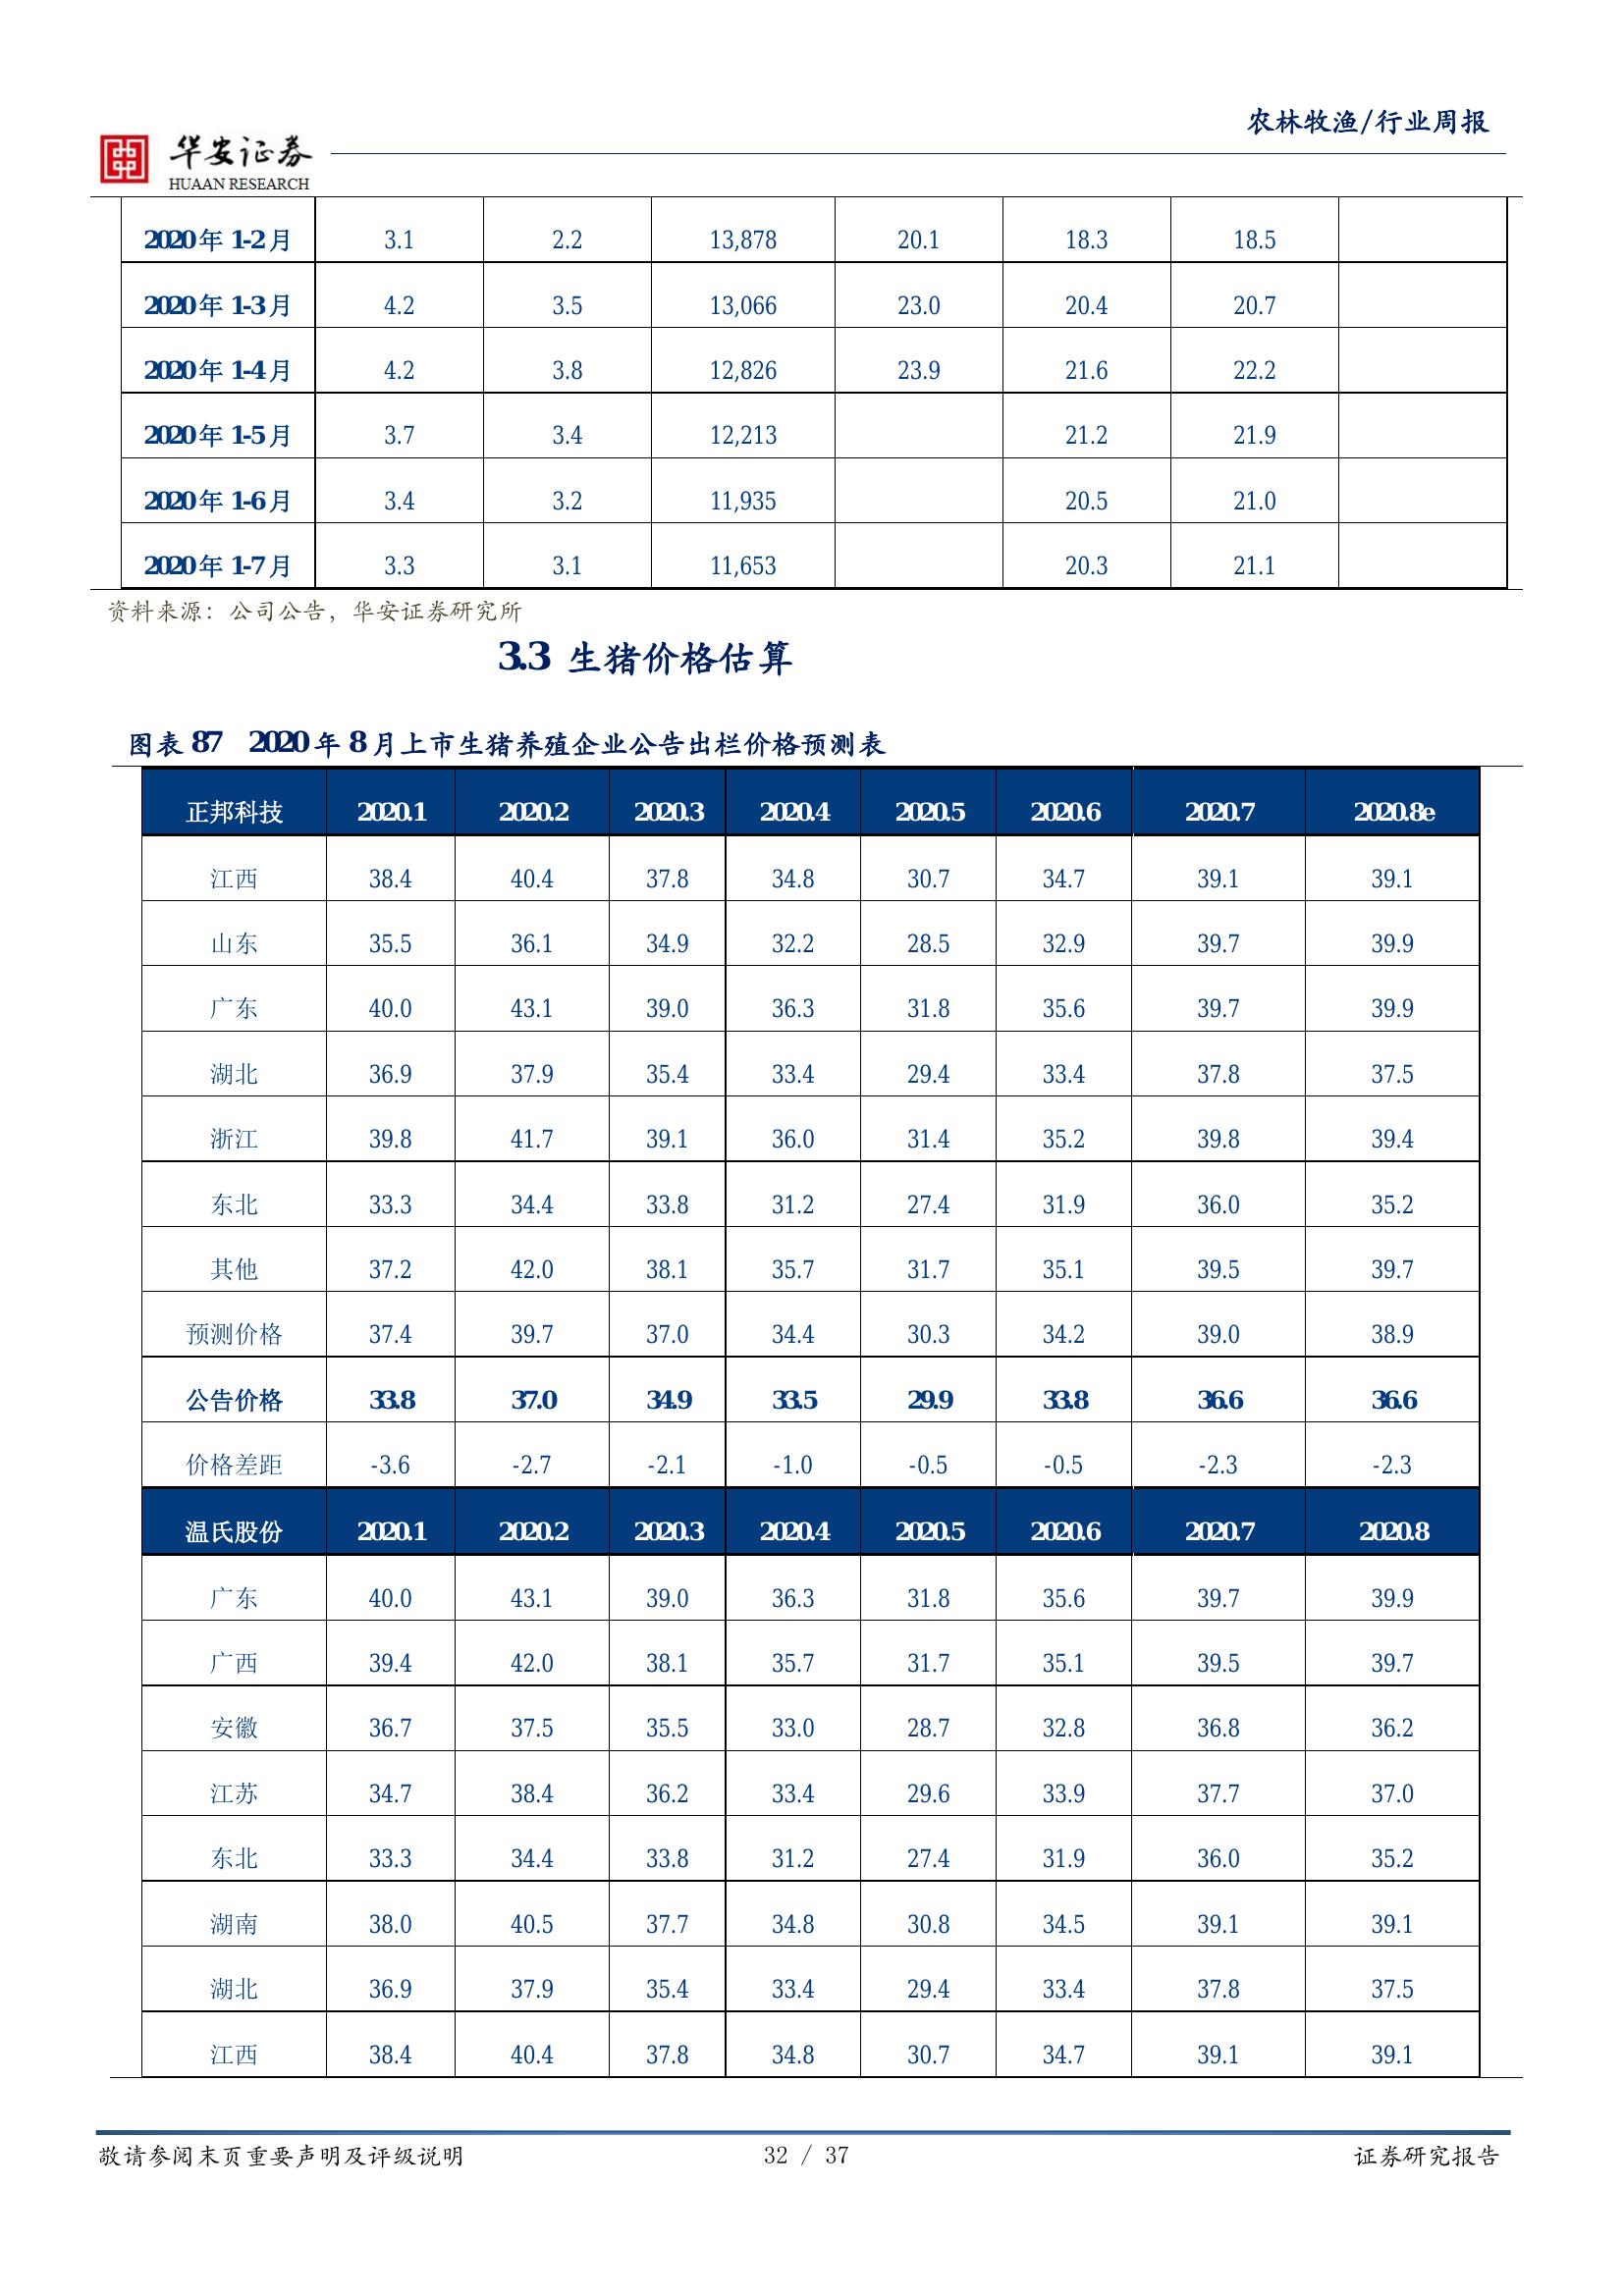 农林牧渔/行业周报
华安证券
HUAAN RESEARCH
2020年 1-2月 3.1 2.2 13,878 20.1 18.3 18.5
2020年 1-3月 4.2 3.5 13,066 23.0 20.4 20.7
2020年 1-4月 4.2 3.8 12,826 23.9 21.6 22.2
2020年 1-5月 3.7 3.4 12,213 21.2 21.9
2020年 1-6月 3.4 3.2 11,935 20.5 21.0
2020年 1-7月 3.3 3.1 11,653 20.3 21.1
资料来源：公司公告，华安证券研究所
3.3 生猪价格估算
图表 87 2020年8月上市生猪养殖企业公告出栏价格预测表
正邦科技 2020.1 2020.2 2020.3 2020.4 2020.5 2020.6 2020.7 2020.8e
江西 38.4 40.4 37.8 34.8 30.7 34.7 39.1 39.1
山东 35.5 36.1 34.9 32.2 28.5 32.9 39.7 39.9
广东 40.0 43.1 39.0 36.3 31.8 35.6 39.7 39.9
湖北 36.9 37.9 35.4 33.4 29.4 33.4 37.8 37.5
浙江 39.8 41.7 39.1 36.0 31.4 35.2 39.8 39.4
东北 33.3 34.4 33.8 31.2 27.4 31.9 36.0 35.2
其他 37.2 42.0 38.1 35.7 31.7 35.1 39.5 39.7
预测价格 37.4 39.7 37.0 34.4 30.3 34.2 39.0 38.9
公告价格 33.8 37.0 34.9 33.5 29.9 33.8 36.6 36.6
价格差距 -3.6 -2.7 -2.1 -1.0 -0.5 -0.5 -2.3 -2.3
温氏股份 2020.1 2020.2 2020.3 2020.4 2020.5 2020.6 2020.7 2020.8
广东 40.0 43.1 39.0 36.3 31.8 35.6 39.7 39.9
广西 39.4 42.0 38.1 35.7 31.7 35.1 39.5 39.7
安徽 36.7 37.5 35.5 33.0 28.7 32.8 36.8 36.2
江苏 34.7 38.4 36.2 33.4 29.6 33.9 37.7 37.0
东北 33.3 34.4 33.8 31.2 27.4 31.9 36.0 35.2
湖南 38.0 40.5 37.7 34.8 30.8 34.5 39.1 39.1
湖北 36.9 37.9 35.4 33.4 29.4 33.4 37.8 37.5
江西 38.4 40.4 37.8 34.8 30.7 34.7 39.1 39.1
敬请参阅末页重要声明及评级说明 32 / 37 证券研究报告